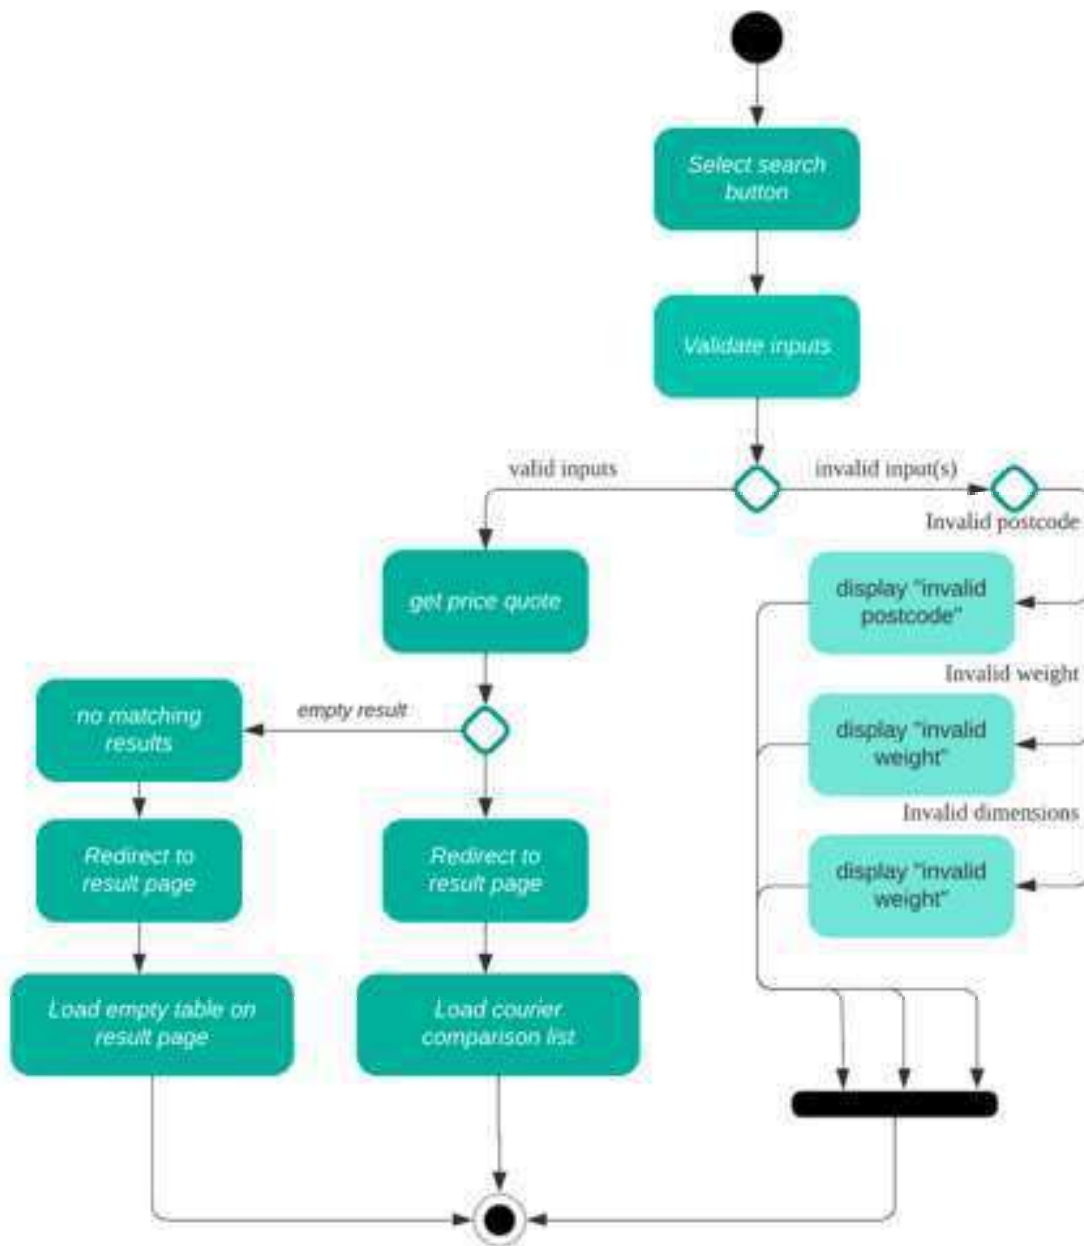 Select search
button
Validate inputs
valid inputs
invalid input(s)
Invalid postcode
get price quote
display "invalid
postcode"
Invalid weight
no matching
results
empty result
display "invalid
weight"
Invalid dimensions
Redirect to
result page
Redirect to
result page
display "invalid
weight"
Load empty table on
result page
Load courier
comparison list